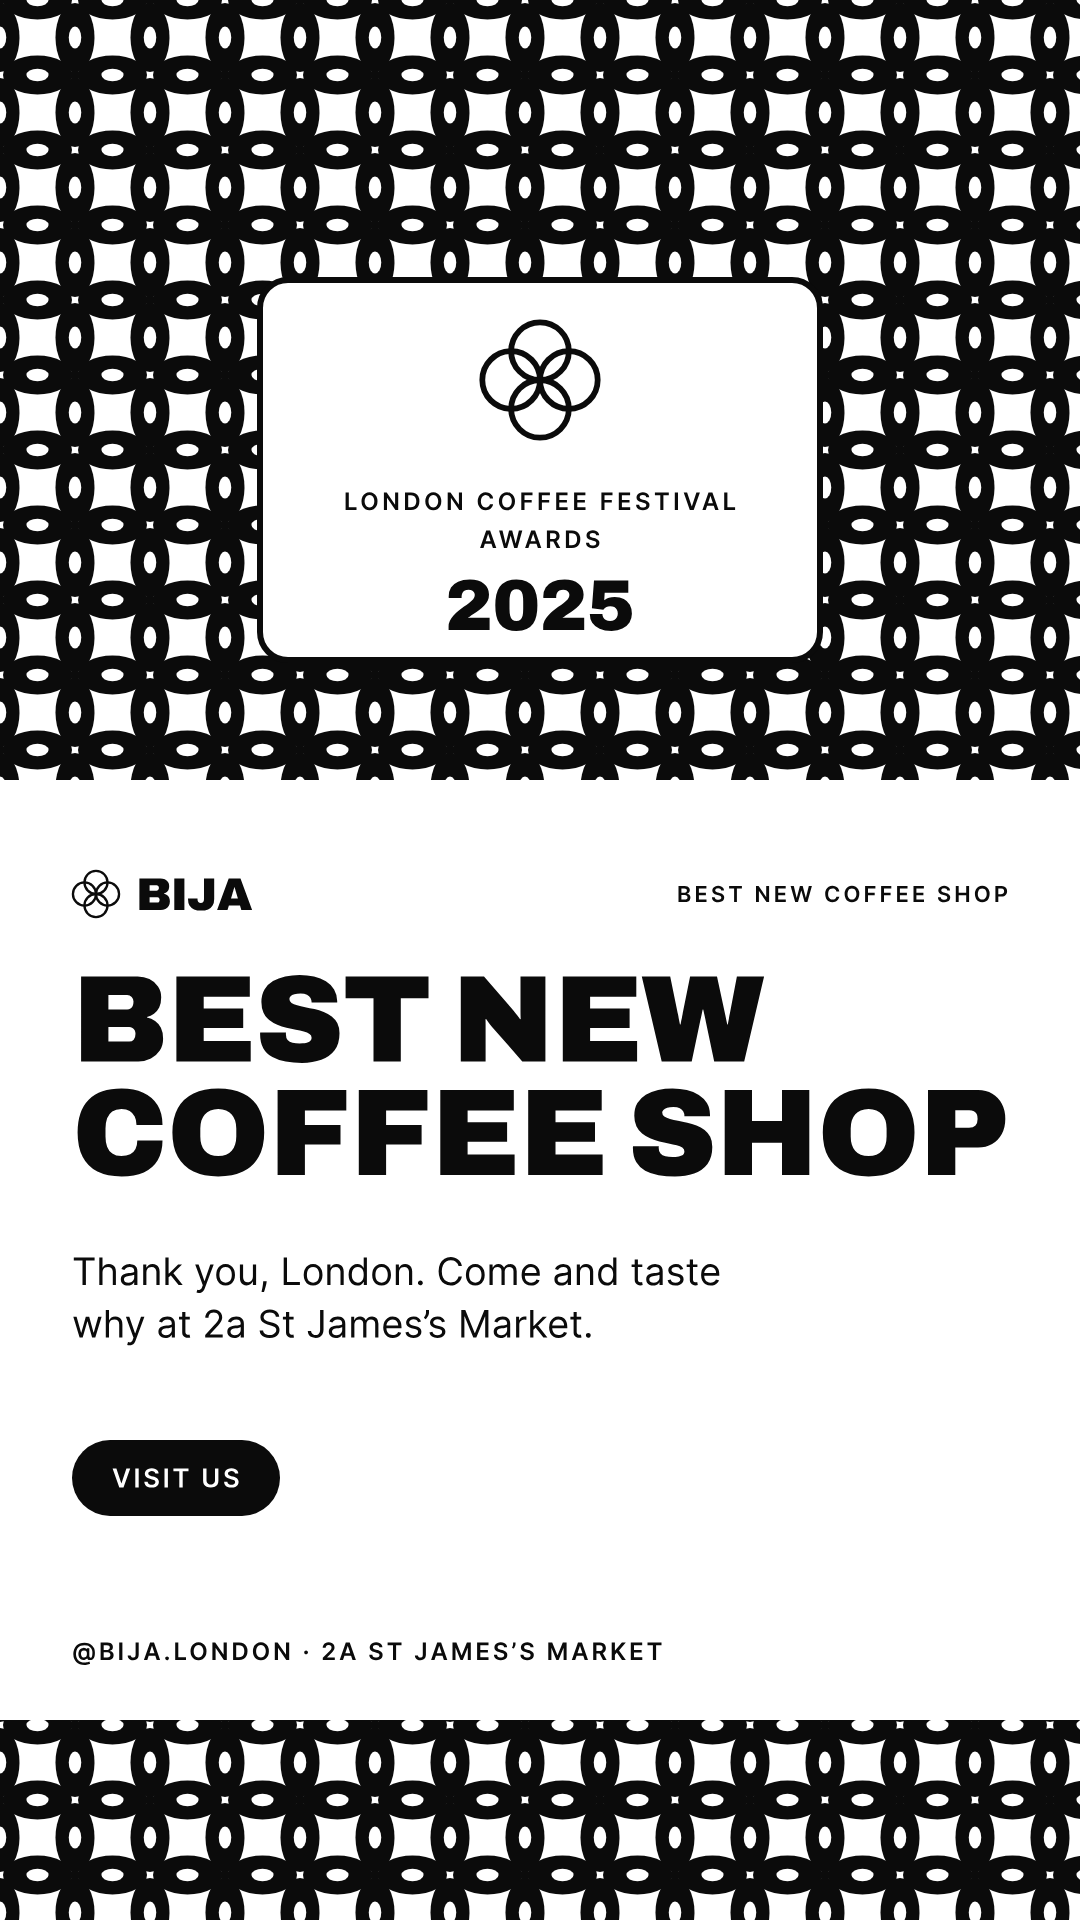 LONDON COFFEE FESTIVAL
AWARDS
2025
BIJA
BEST NEW COFFEE SHOP
BEST NEW
COFFEE SHOP
Thank you, London. Come and taste
why at 2a St James’s Market.
VISIT US
@BIJA.LONDON · 2A ST JAMES’S MARKET